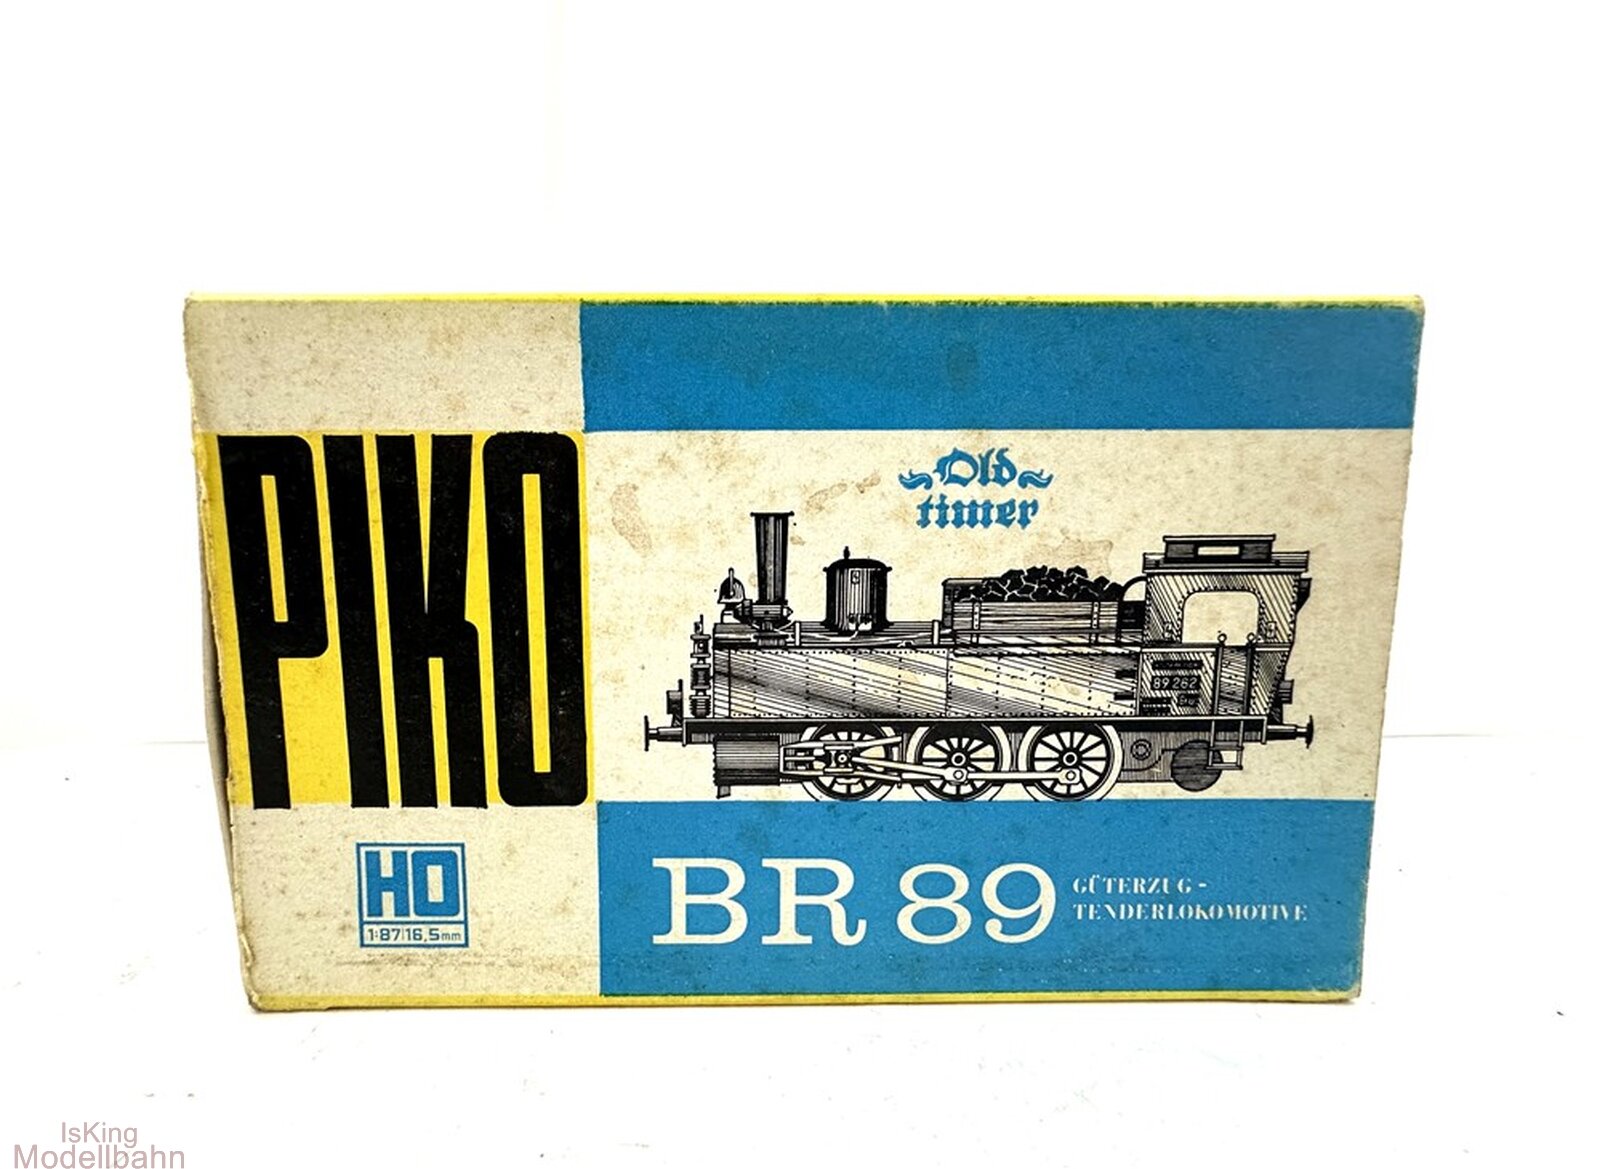 PIKO
Old
timer
89 262
HO
1:87 16,5mm
BR 89
GÜTERZUG-
TENDERLOKOMOTIVE
IsKing
Modellbahn